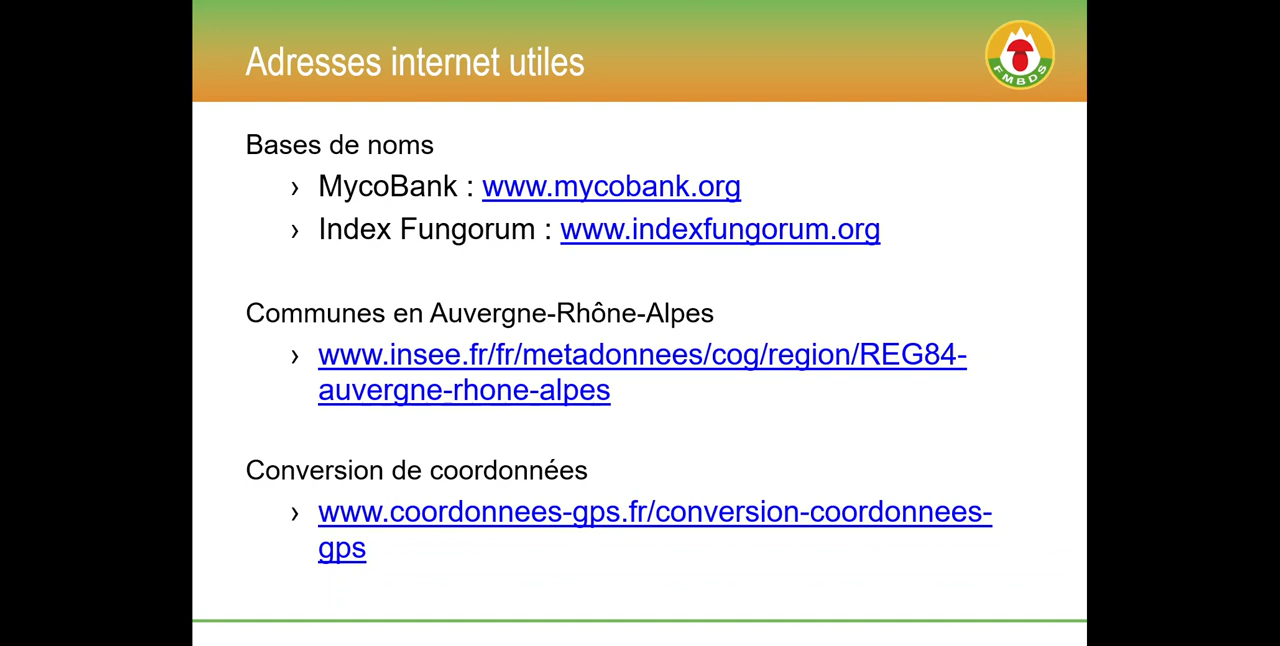 Adresses internet utiles
FMBDS
Bases de noms
› MycoBank : www.mycobank.org
› Index Fungorum : www.indexfungorum.org
Communes en Auvergne-Rhône-Alpes
› www.insee.fr/fr/metadonnees/cog/region/REG84-
auvergne-rhone-alpes
Conversion de coordonnées
› www.coordonnees-gps.fr/conversion-coordonnees-
gps